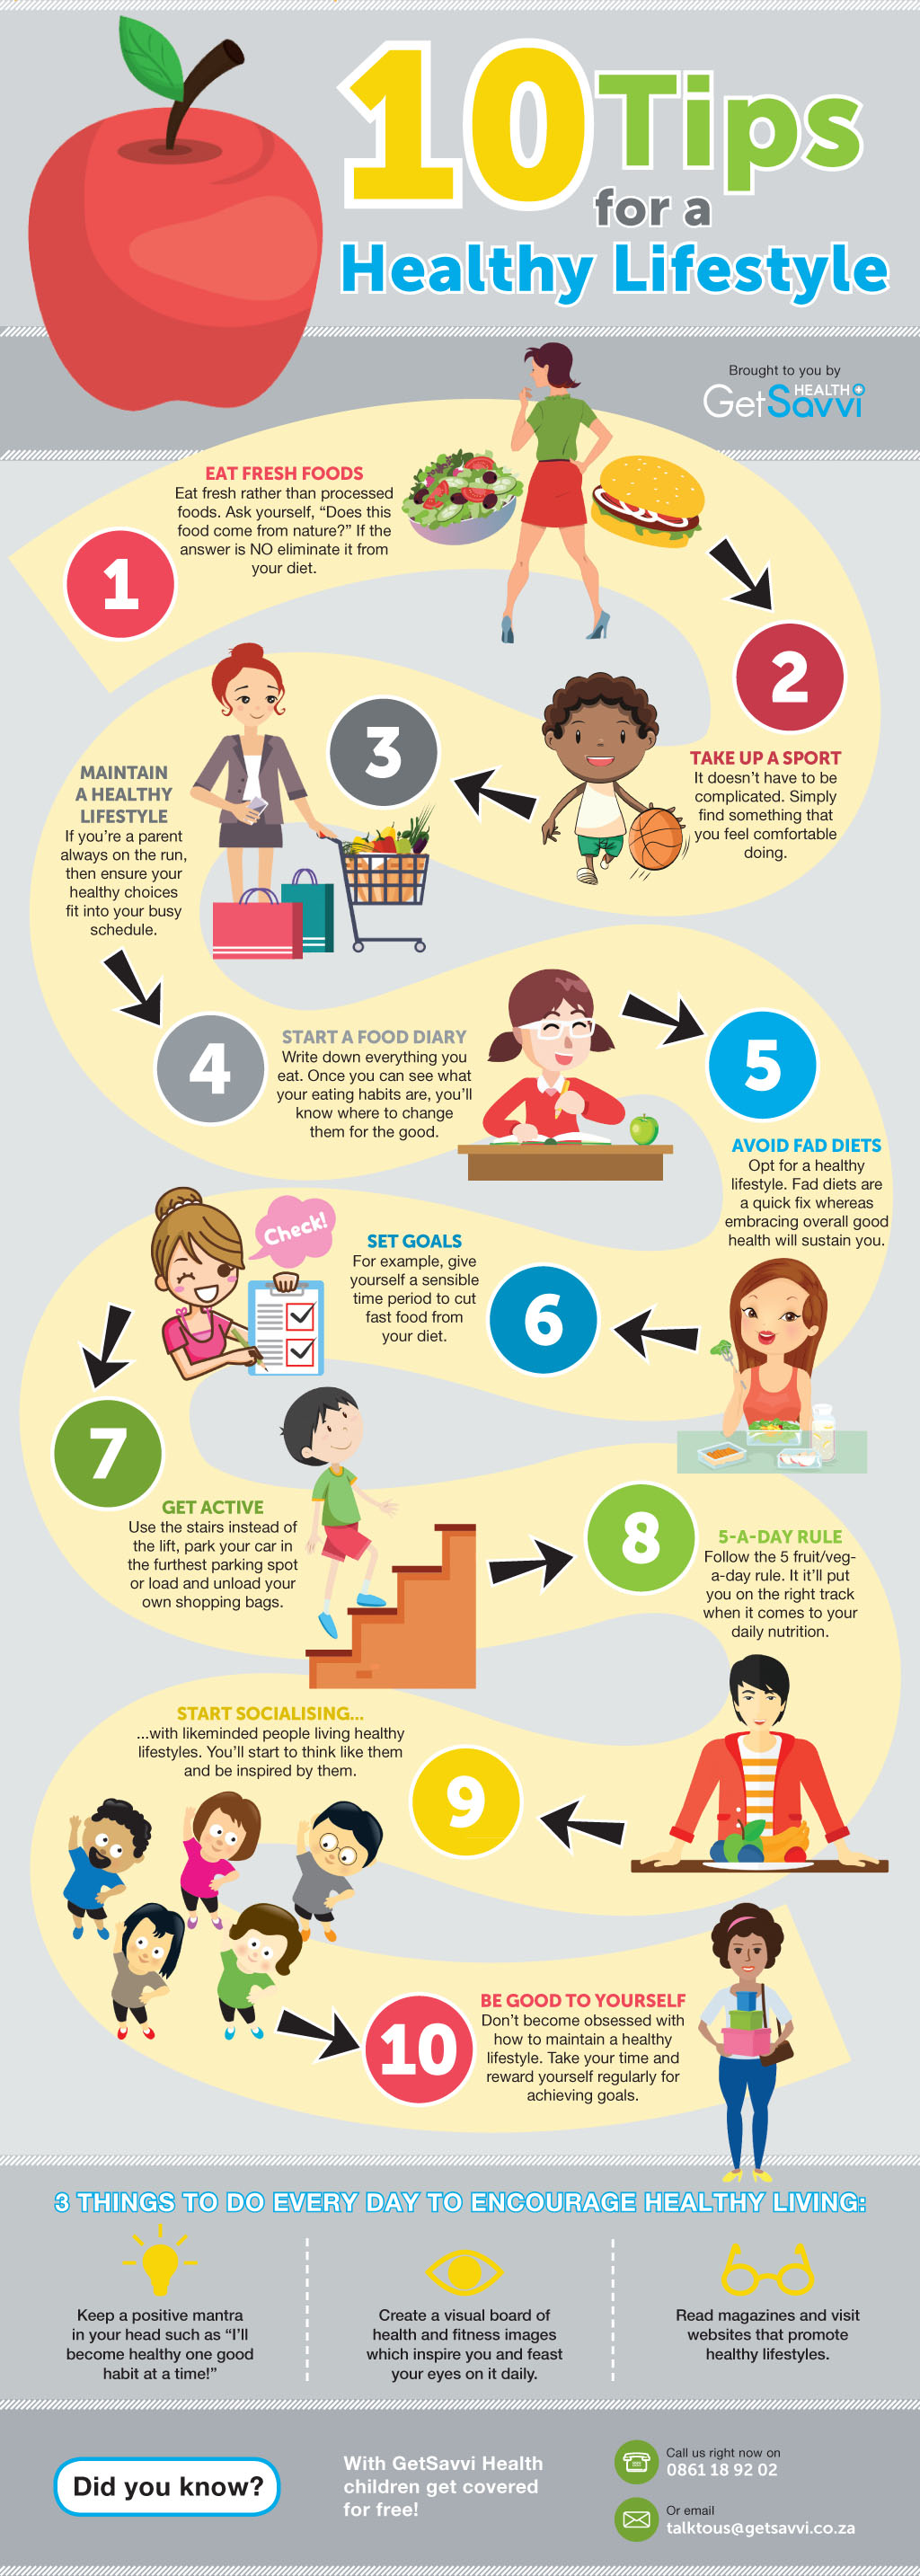 10 Tips
for a
Healthy Lifestyle
Brought to you by
GetSavvi
HEALTH
EAT FRESH FOODS
Eat fresh rather than processed
foods. Ask yourself, “Does this
food come from nature?” If the
answer is NO eliminate it from
your diet.
1
2
TAKE UP A SPORT
It doesn't have to be
complicated. Simply
find something that
you feel comfortable
doing.
3
MAINTAIN
A HEALTHY
LIFESTYLE
If you're a parent
always on the run,
then ensure your
healthy choices
fit into your busy
schedule.
4
START A FOOD DIARY
Write down everything you
eat. Once you can see what
your eating habits are, you'll
know where to change
them for the good.
5
AVOID FAD DIETS
Opt for a healthy
lifestyle. Fad diets are
a quick fix whereas
embracing overall good
health will sustain you.
Check!
SET GOALS
For example, give
yourself a sensible
time period to cut
fast food from
your diet.
6
7
GET ACTIVE
Use the stairs instead of
the lift, park your car in
the furthest parking spot
or load and unload your
own shopping bags.
8
5-A-DAY RULE
Follow the 5 fruit/veg-
a-day rule. It it'll put
you on the right track
when it comes to your
daily nutrition.
START SOCIALISING...
...with likeminded people living healthy
lifestyles. You'll start to think like them
and be inspired by them.
9
10
BE GOOD TO YOURSELF
Don't become obsessed with
how to maintain a healthy
lifestyle. Take your time and
reward yourself regularly for
achieving goals.
3 THINGS TO DO EVERY DAY TO ENCOURAGE HEALTHY LIVING:
Keep a positive mantra
in your head such as “I'll
become healthy one good
habit at a time!”
Create a visual board of
health and fitness images
which inspire you and feast
your eyes on it daily.
Read magazines and visit
websites that promote
healthy lifestyles.
Did you know?
With GetSavvi Health
children get covered
for free!
Call us right now on
0861 18 92 02
Or email
talktous@getsavvi.co.za